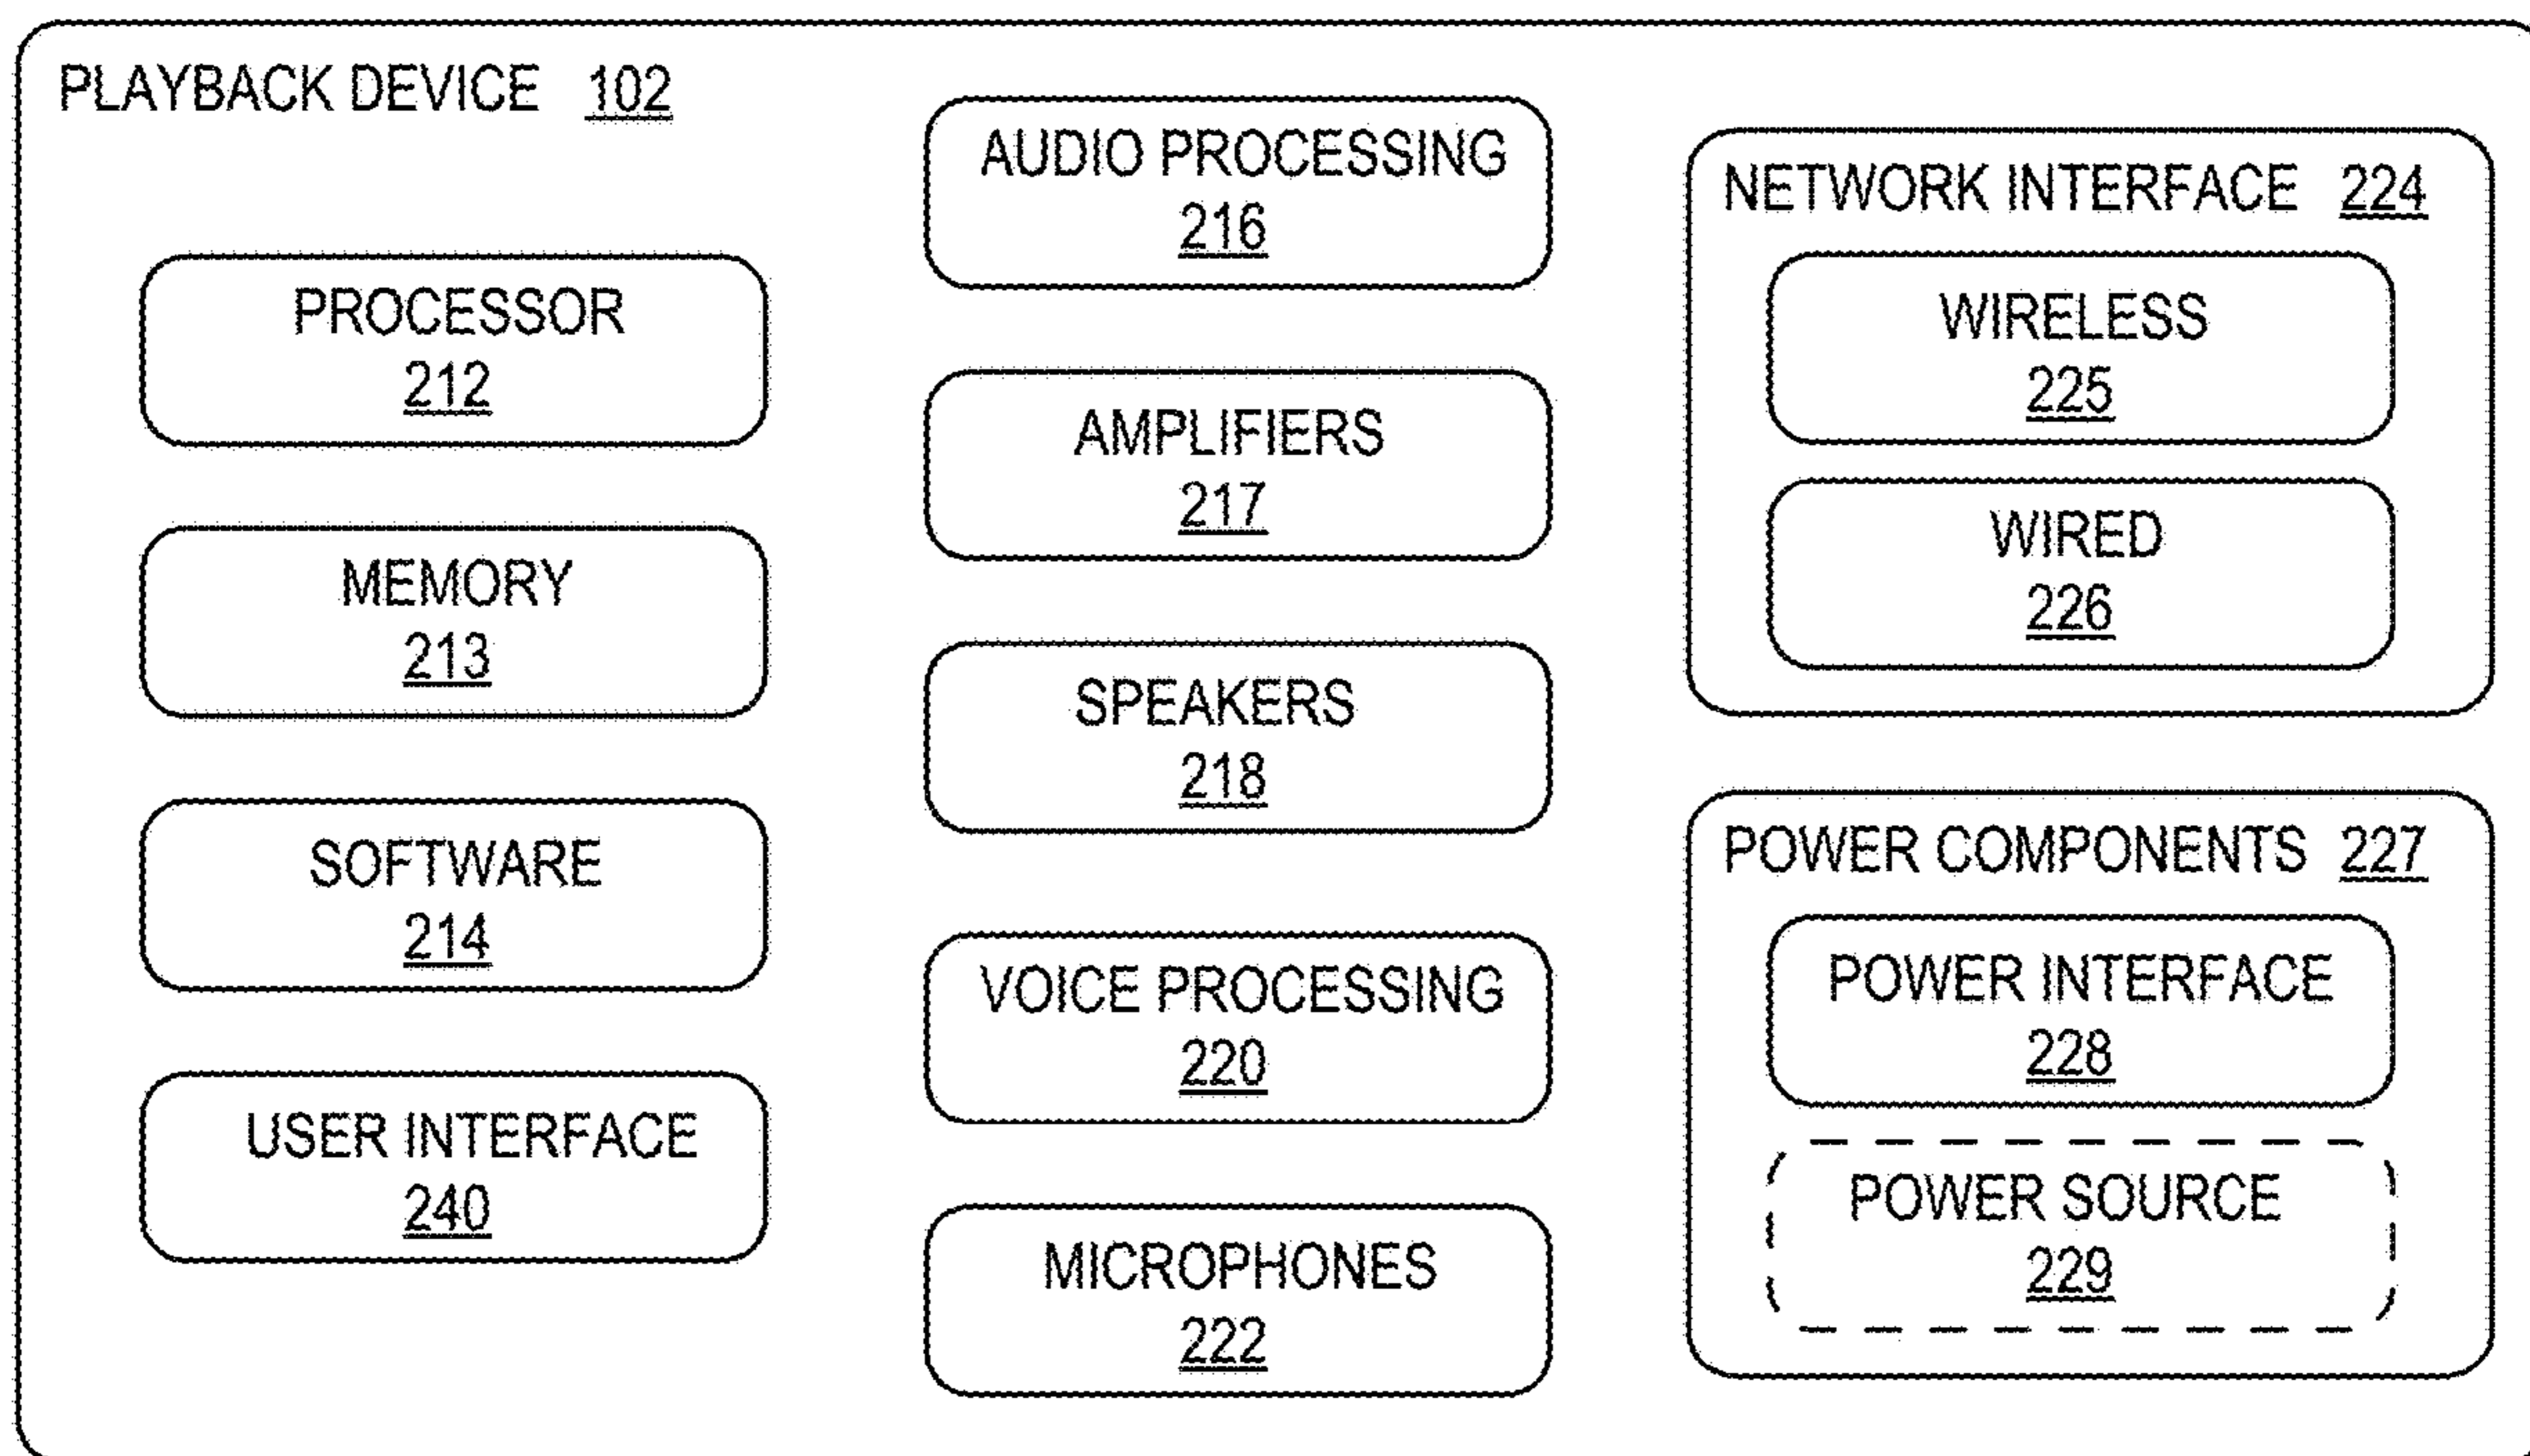 PLAYBACK DEVICE 102
PROCESSOR
212
MEMORY
213
SOFTWARE
214
USER INTERFACE
240
AUDIO PROCESSING
216
AMPLIFIERS
217
SPEAKERS
218
VOICE PROCESSING
220
MICROPHONES
222
NETWORK INTERFACE 224
WIRELESS
225
WIRED
226
POWER COMPONENTS 227
POWER INTERFACE
228
POWER SOURCE
229